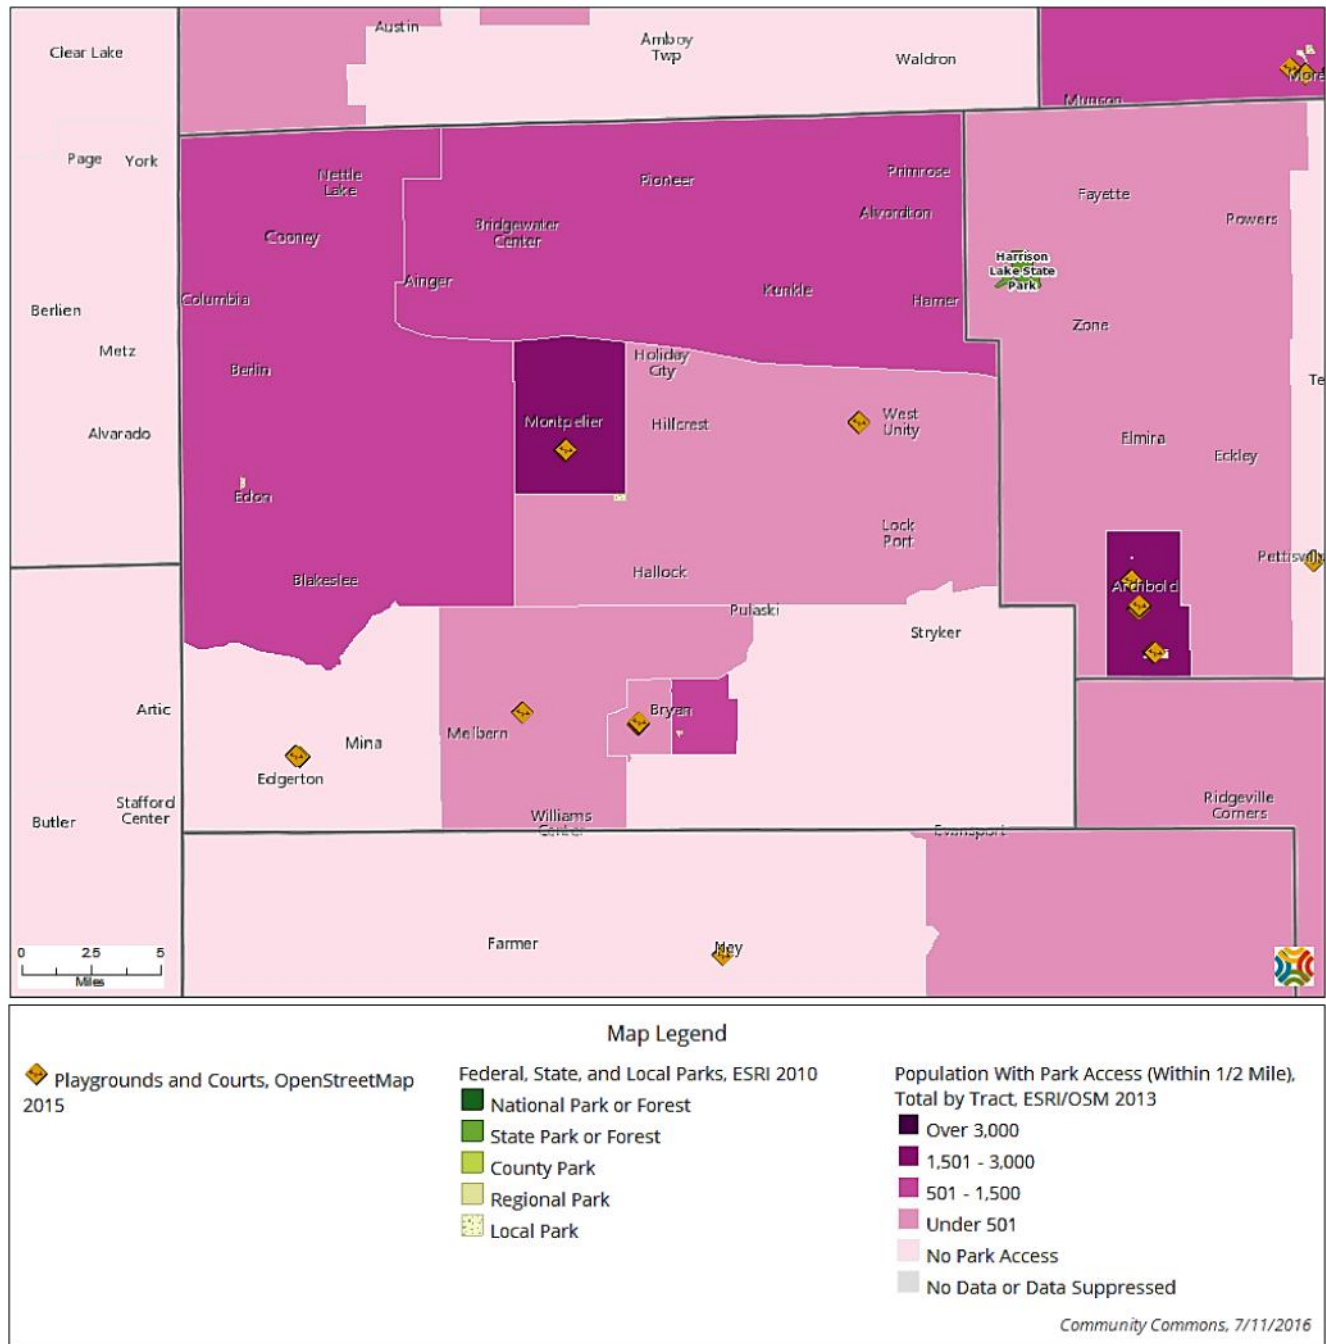 Austin
Clear Lake
Amboy
Twp
Waldron
Munson
Page
York
Nettle
Lake
Pioneer
Primrose
Fayette
Alvordton
Powers
Cooney
Bridgewater
Center
Harrison
Lake State
Park
Ainger
Kunkle
Hamer
Columbia
Berlien
Zone
Metz
Holiday
City
Berlin
Te
Montpelier
Hillcrest
West
Unity
Alvarado
Elmira
Eckley
Edon
Lock
Port
Pettisville
Blakeslee
Hallock
Archbold
Pulaski
Stryker
Artic
Bryan
Mina
Melbern
Edgerton
Stafford
Center
Butler
Williams
Center
Evansport
Ridgeville
Corners
Farmer
Ney
0 2.5 5
Miles
Map Legend
Playgrounds and Courts, OpenStreetMap
2015
Federal, State, and Local Parks, ESRI 2010
National Park or Forest
State Park or Forest
County Park
Regional Park
Local Park
Population With Park Access (Within 1/2 Mile),
Total by Tract, ESRI/OSM 2013
Over 3,000
1,501 - 3,000
501 - 1,500
Under 501
No Park Access
No Data or Data Suppressed
Community Commons, 7/11/2016